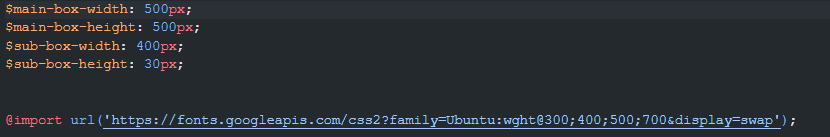 $main-box-width: 500px;
$main-box-height: 500px;
$sub-box-width: 400px;
$sub-box-height: 30px;
@import url('https://fonts.googleapis.com/css2?family=Ubuntu:wght@300;400;500;700&display=swap');